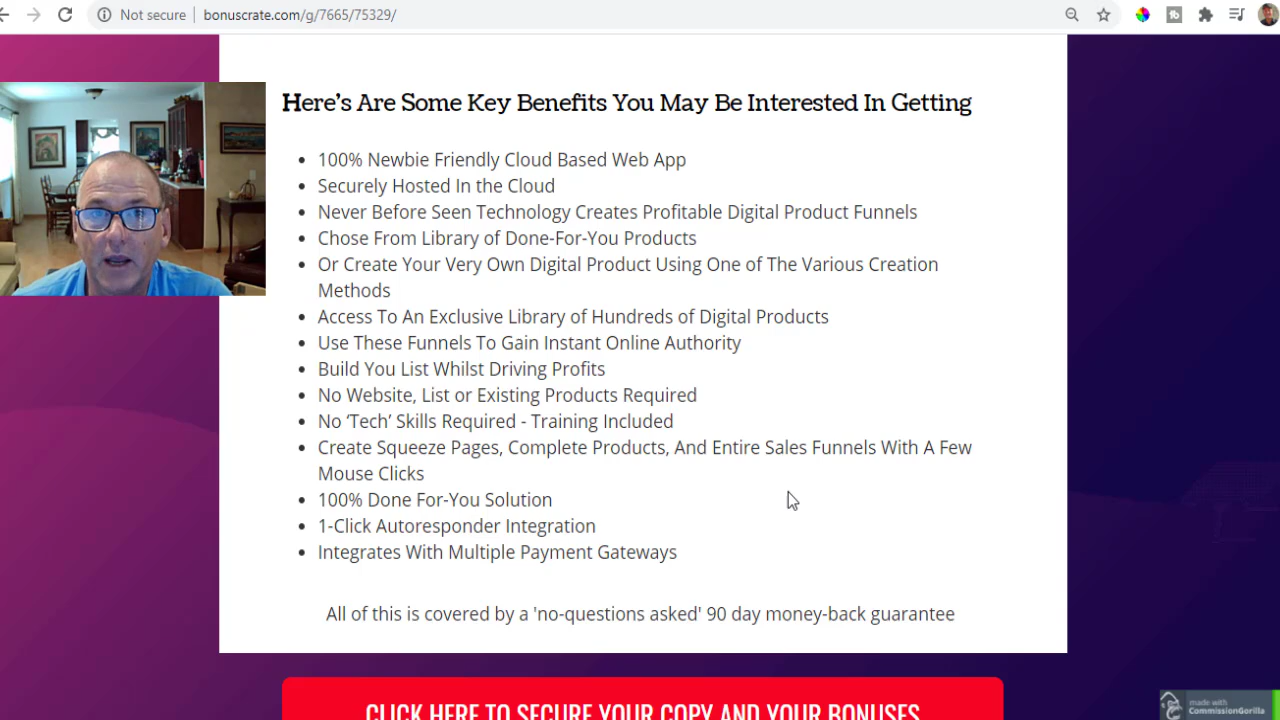 Not secure
bonuscrate.com/g/7665/75329/
Here's Are Some Key Benefits You May Be Interested In Getting
100% Newbie Friendly Cloud Based Web App
Securely Hosted In the Cloud
Never Before Seen Technology Creates Profitable Digital Product Funnels
Chose From Library of Done-For-You Products
Or Create Your Very Own Digital Product Using One of The Various Creation
Methods
Access To An Exclusive Library of Hundreds of Digital Products
Use These Funnels To Gain Instant Online Authority
Build You List Whilst Driving Profits
No Website, List or Existing Products Required
No ‘Tech’ Skills Required - Training Included
Create Squeeze Pages, Complete Products, And Entire Sales Funnels With A Few
Mouse Clicks
100% Done For-You Solution
1-Click Autoresponder Integration
Integrates With Multiple Payment Gateways
All of this is covered by a 'no-questions asked' 90 day money-back guarantee
CLICK HERE TO SECURE YOUR COPY AND YOUR BONUSES
made with
CommissionGorilla